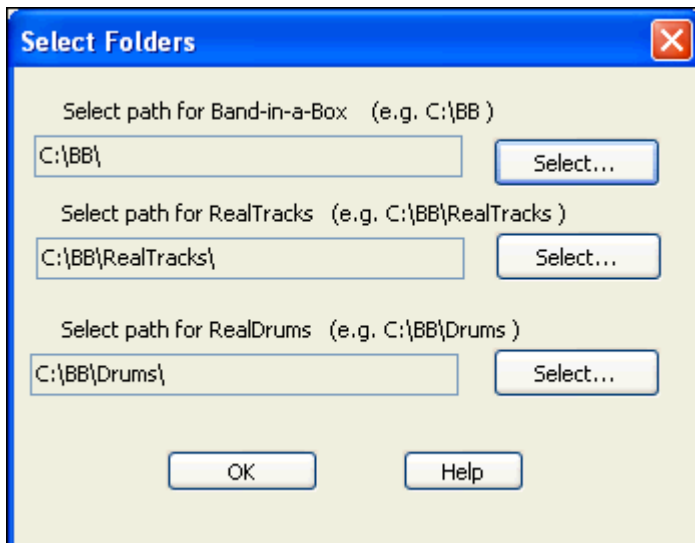 Select Folders
Select path for Band-in-a-Box (e.g. C:\BB )
C:\BB\
Select...
Select path for RealTracks (e.g. C:\BB\RealTracks )
C:\BB\RealTracks\
Select...
Select path for RealDrums (e.g. C:\BB\Drums )
C:\BB\Drums\
Select...
OK
Help